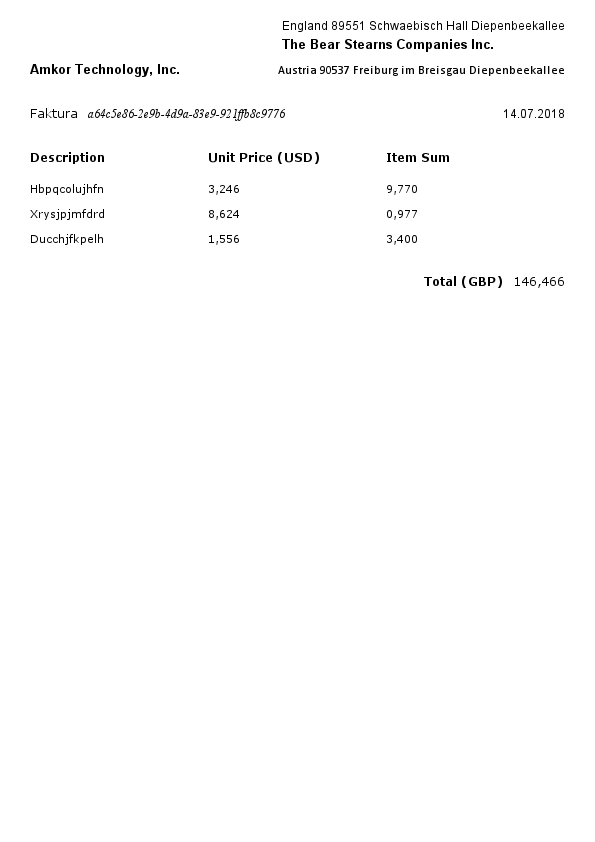 England 89551 Schwaebisch Hall Diepenbeekallee
The Bear Stearns Companies Inc.
Amkor Technology, Inc. Austria 90537 Freiburg im Breisgau Diepenbeekallee
Faktura a64c5e86-2e9b-4d9a-83e9-921ffb8c9776 14.07.2018
Description Unit Price (USD) Item Sum
Hbpqcolujhfn 3,246 9,770
Xrysjpjmfdrd 8,624 0,977
Ducchjfkpelh 1,556 3,400
Total (GBP) 146,466